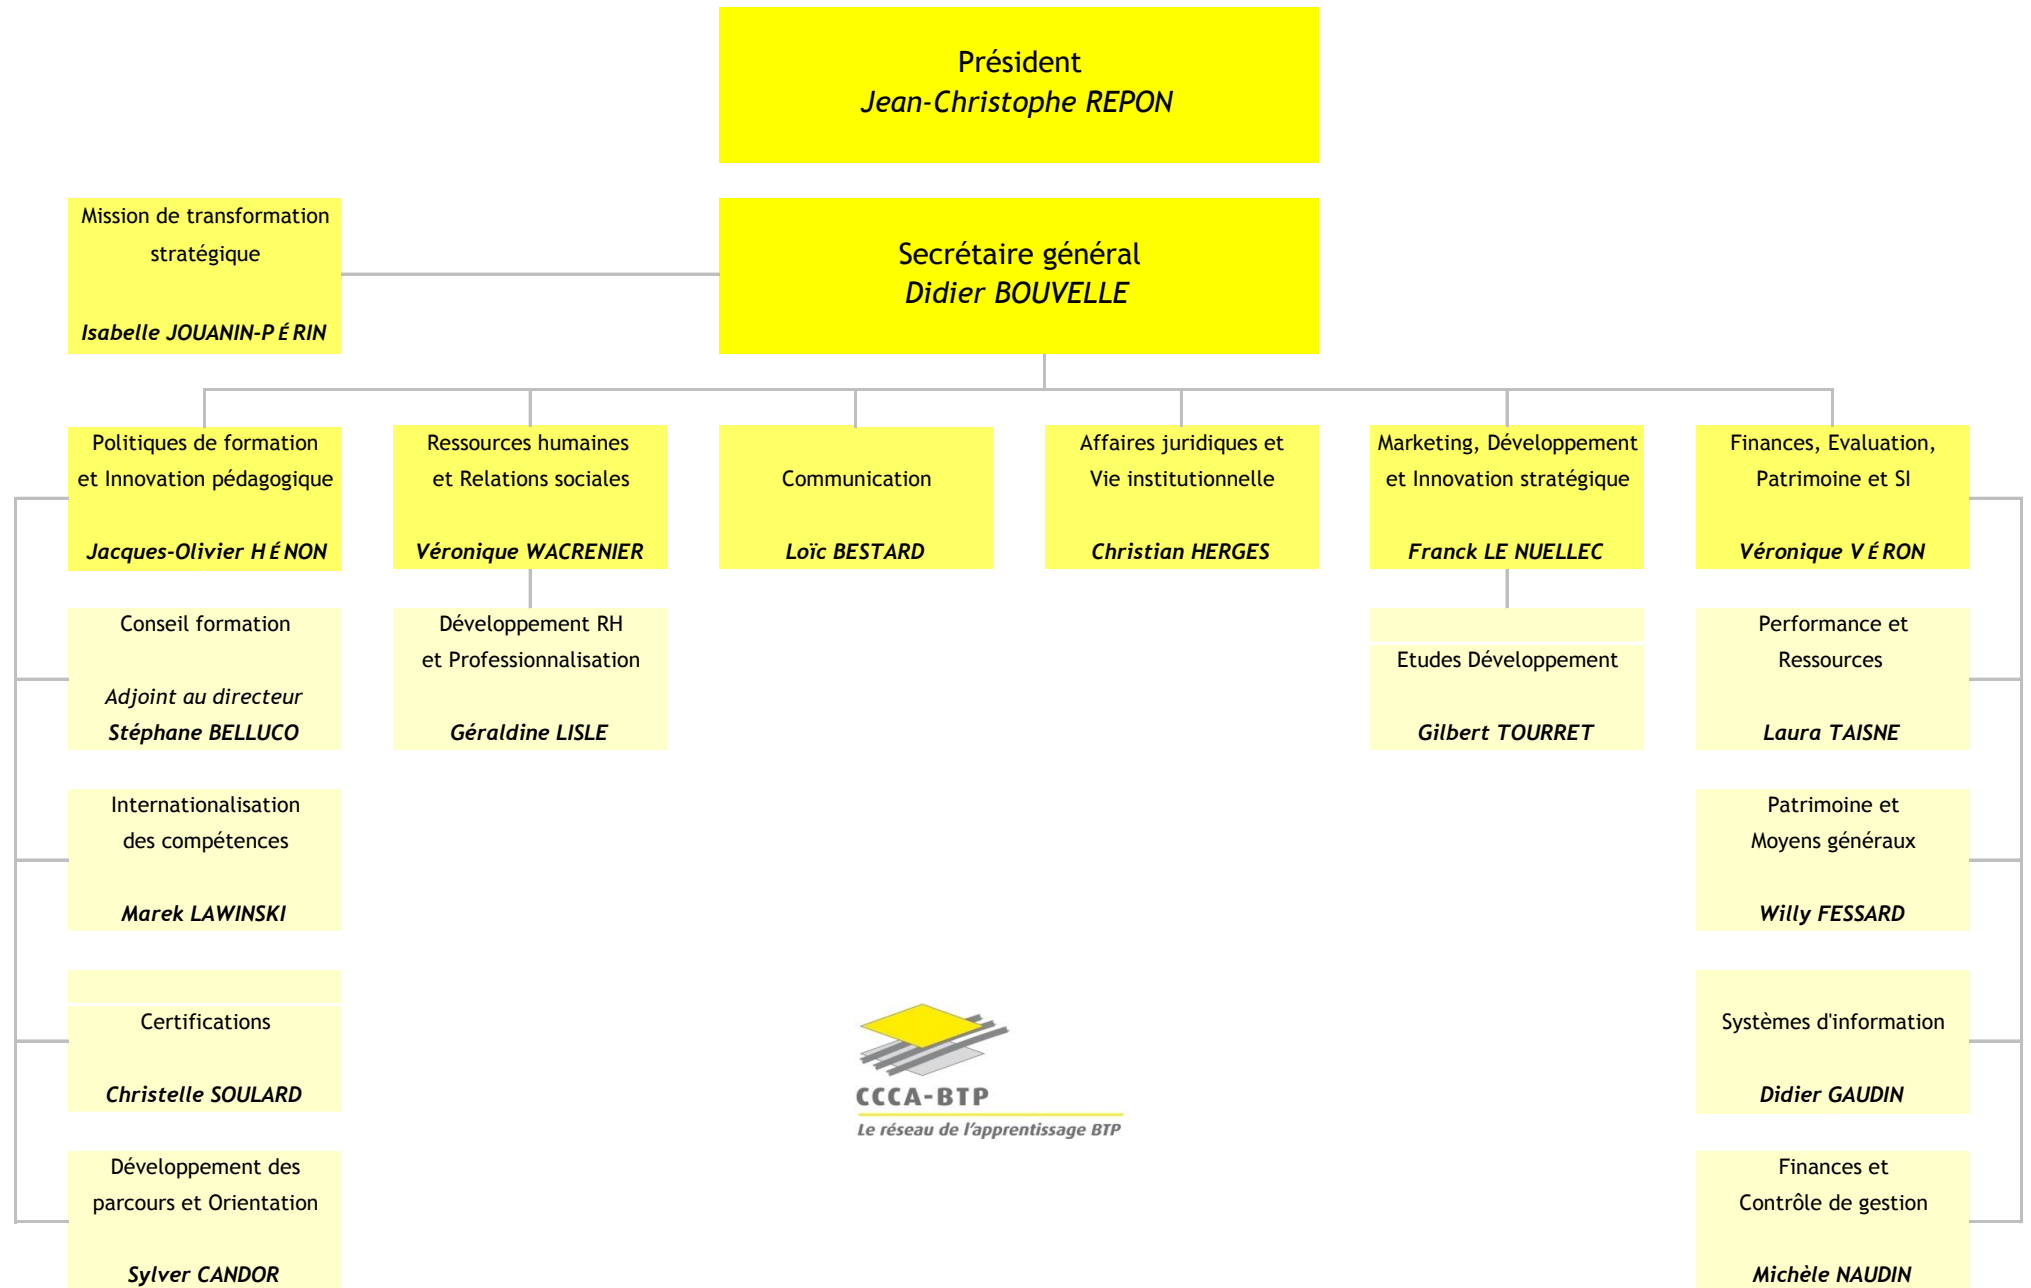 Président
Jean-Christophe REPON
Mission de transformation
stratégique
Isabelle JOUANIN-PÉRIN
Secrétaire général
Didier BOUVELLE
Politiques de formation
et Innovation pédagogique
Jacques-Olivier HÉNON
Ressources humaines
et Relations sociales
Véronique WACRENIER
Communication
Loïc BESTARD
Affaires juridiques et
Vie institutionnelle
Christian HERGES
Marketing, Développement
et Innovation stratégique
Franck LE NUELLEC
Finances, Evaluation,
Patrimoine et SI
Véronique VÉRON
Conseil formation
Adjoint au directeur
Stéphane BELLUCO
Développement RH
et Professionnalisation
Géraldine LISLE
Etudes Développement
Gilbert TOURRET
Performance et
Ressources
Laura TAISNE
Internationalisation
des compétences
Marek LAWINSKI
Patrimoine et
Moyens généraux
Willy FESSARD
Certifications
Christelle SOULARD
CCCA-BTP
Le réseau de l'apprentissage BTP
Systèmes d'information
Didier GAUDIN
Développement des
parcours et Orientation
Sylver CANDOR
Finances et
Contrôle de gestion
Michèle NAUDIN